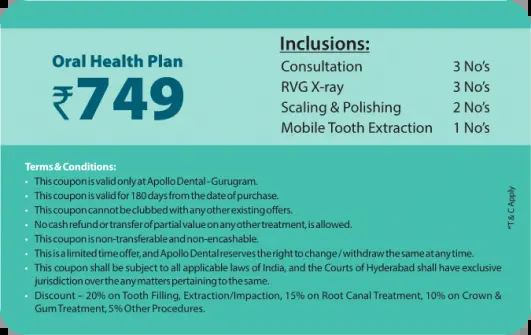 Oral Health Plan
₹749
Inclusions:
Consultation 3 No's
RVG X-ray 3 No's
Scaling & Polishing 2 No's
Mobile Tooth Extraction 1 No's
Terms & Conditions:
• This coupon is valid only at Apollo Dental - Gurugram.
• This coupon is valid for 180 days from the date of purchase.
• This coupon cannot be clubbed with any other existing offers.
• No cash refund or transfer of partial value on any other treatment, is allowed.
• This coupon is non-transferable and non-encashable.
• This is a limited time offer, and Apollo Dental reserves the right to change / withdraw the same at any time.
• This coupon shall be subject to all applicable laws of India, and the Courts of Hyderabad shall have exclusive
jurisdiction over the any matters pertaining to the same.
• Discount – 20% on Tooth Filling, Extraction/Impaction, 15% on Root Canal Treatment, 10% on Crown &
Gum Treatment, 5% Other Procedures.
*T & C Apply